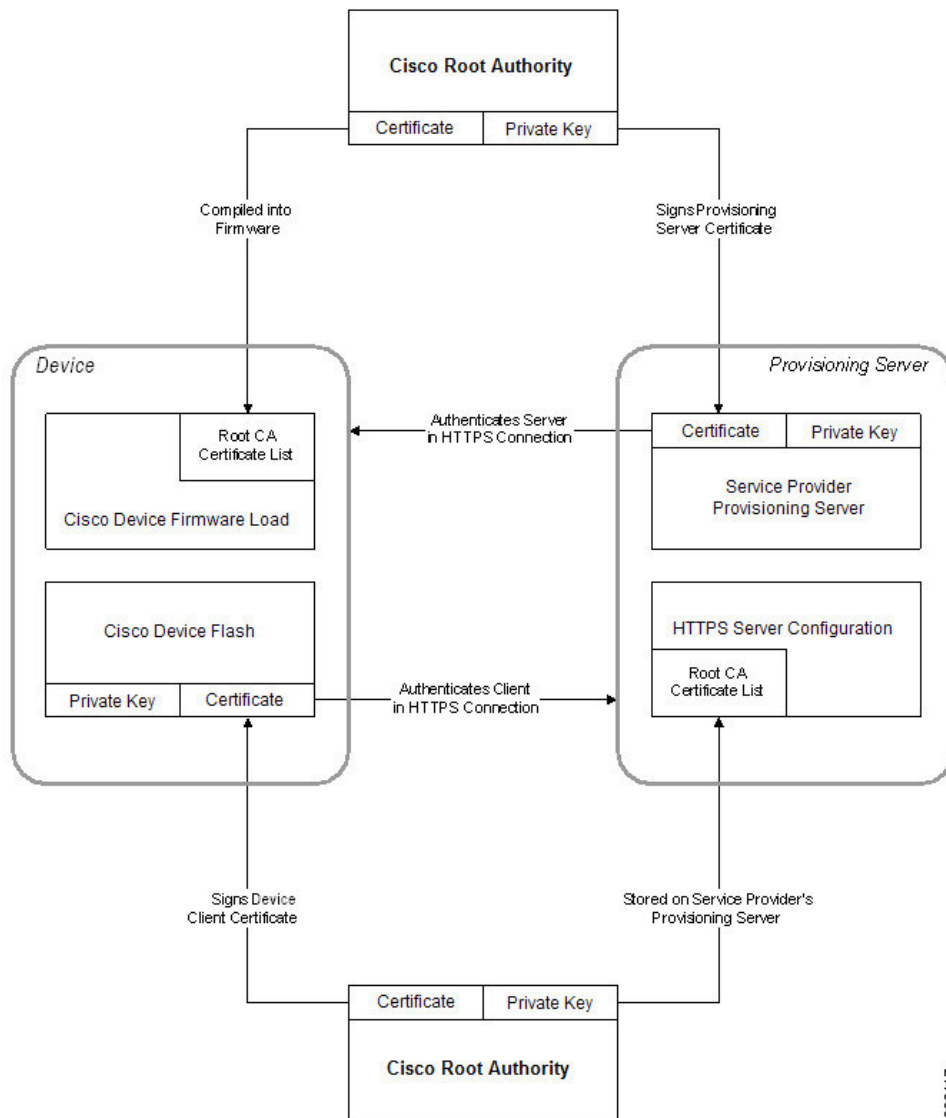 Cisco Root Authority
Certificate
Private Key
Compiled into
Firmware
Signs Provisioning
Server Certificate
Device
Provisioning Server
Root CA
Certificate List
Cisco Device Firmware Load
Authenticates Server
in HTTPS Connection
Certificate
Private Key
Service Provider
Provisioning Server
Cisco Device Flash
Private Key
Certificate
Authenticates Client
in HTTPS Connection
HTTPS Server Configuration
Root CA
Certificate List
Signs Device
Client Certificate
Stored on Service Provider's
Provisioning Server
Certificate
Private Key
Cisco Root Authority